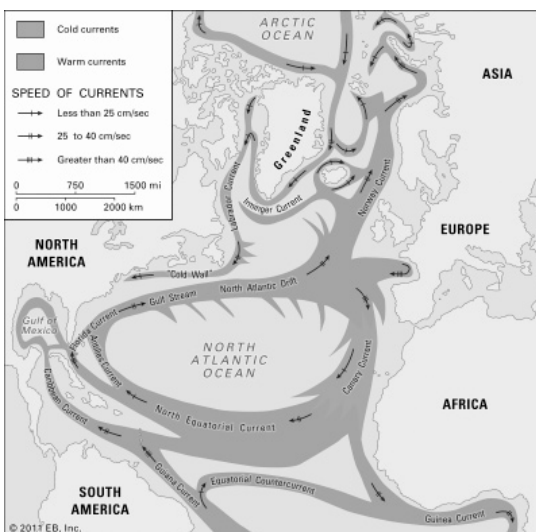 Cold currents
Warm currents
SPEED OF CURRENTS
Less than 25 cm/sec
25 to 40 cm/sec
Greater than 40 cm/sec
0 750 1500 mi
0 1000 2000 km
ARCTIC
OCEAN
ASIA
Greenland
Labrador Current
Irminger Current
Norway Current
NORTH
AMERICA
EUROPE
"Cold Wall"
North Atlantic Drift
Gulf Stream
Florida Current
Gulf of
Mexico
Antilles Current
NORTH
ATLANTIC
OCEAN
Canary Current
Caribbean Current
North Equatorial Current
AFRICA
Guiana Current
Equatorial Countercurrent
SOUTH
AMERICA
Guinea Current
© 2011 EB, Inc.